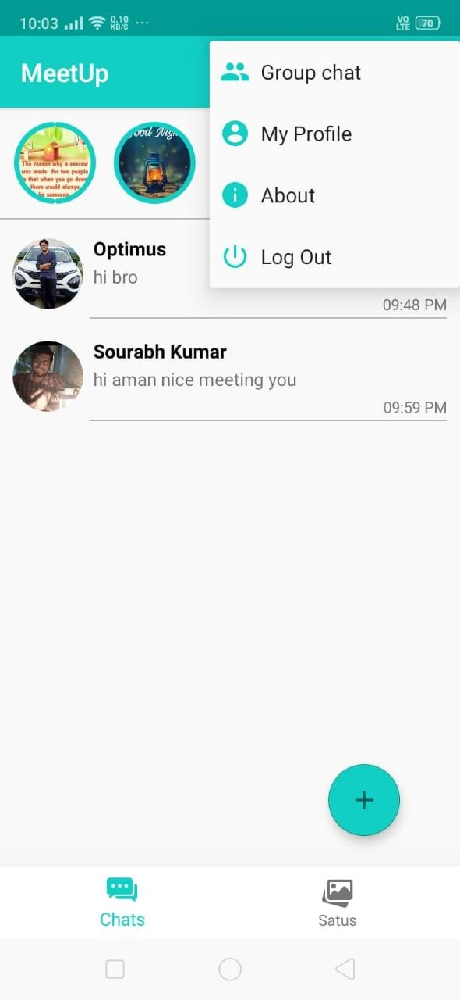 10:03
0.10
KB/S
...
VO
LTE
70
MeetUp
Group chat
My Profile
About
Log Out
The reason why a seesaw
was made for two people
is that when you go down
there would always
be someone
Good Night
Optimus
hi bro
09:48 PM
Sourabh Kumar
hi aman nice meeting you
09:59 PM
+
Chats
Satus